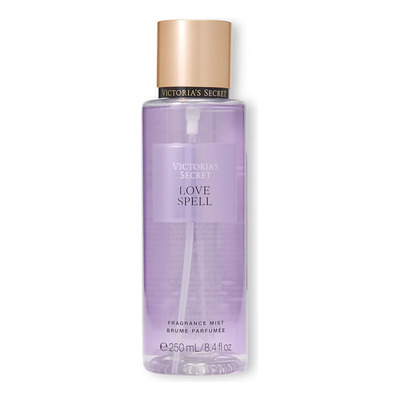 VICTORIA'S SECRET
VICTORIA'S
SECRET
LOVE
SPELL
FRAGRANCE MIST
BRUME PARFUMÉE
℮ 250 mL/8.4 fl oz